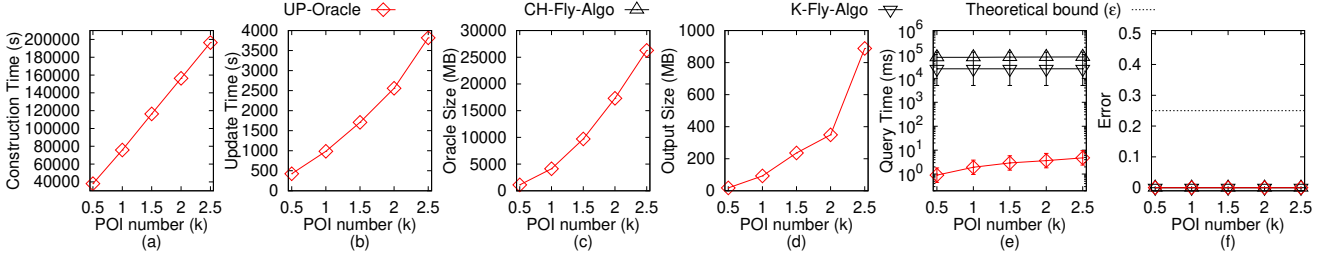 UP-Oracle CH-Fly-Algo K-Fly-Algo Theoretical bound (ε)
Construction Time (s)
200000
180000
160000
140000
120000
100000
80000
60000
40000
0.5 1 1.5 2 2.5
POI number (k)
(a)
Update Time (s)
4000
3500
3000
2500
2000
1500
1000
500
0
0.5 1 1.5 2 2.5
POI number (k)
(b)
Oracle Size (MB)
30000
25000
20000
15000
10000
5000
0
0.5 1 1.5 2 2.5
POI number (k)
(c)
Output Size (MB)
1000
800
600
400
200
0
0.5 1 1.5 2 2.5
POI number (k)
(d)
Query Time (ms)
10⁶
10⁵
10⁴
10³
10²
10¹
10⁰
0.5 1 1.5 2 2.5
POI number (k)
(e)
Error
0.5
0.4
0.3
0.2
0.1
0
0.5 1 1.5 2 2.5
POI number (k)
(f)